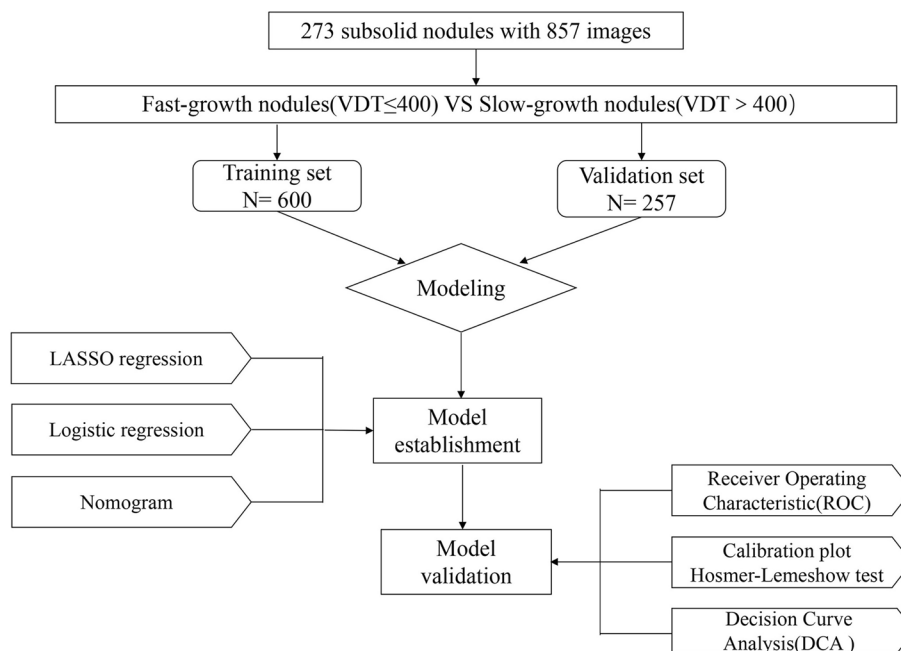 273 subsolid nodules with 857 images
Fast-growth nodules(VDT≤400) VS Slow-growth nodules(VDT > 400）
Training set
N= 600
Validation set
N= 257
Modeling
LASSO regression
Logistic regression
Nomogram
Model
establishment
Model
validation
Receiver Operating
Characteristic(ROC)
Calibration plot
Hosmer-Lemeshow test
Decision Curve
Analysis(DCA )